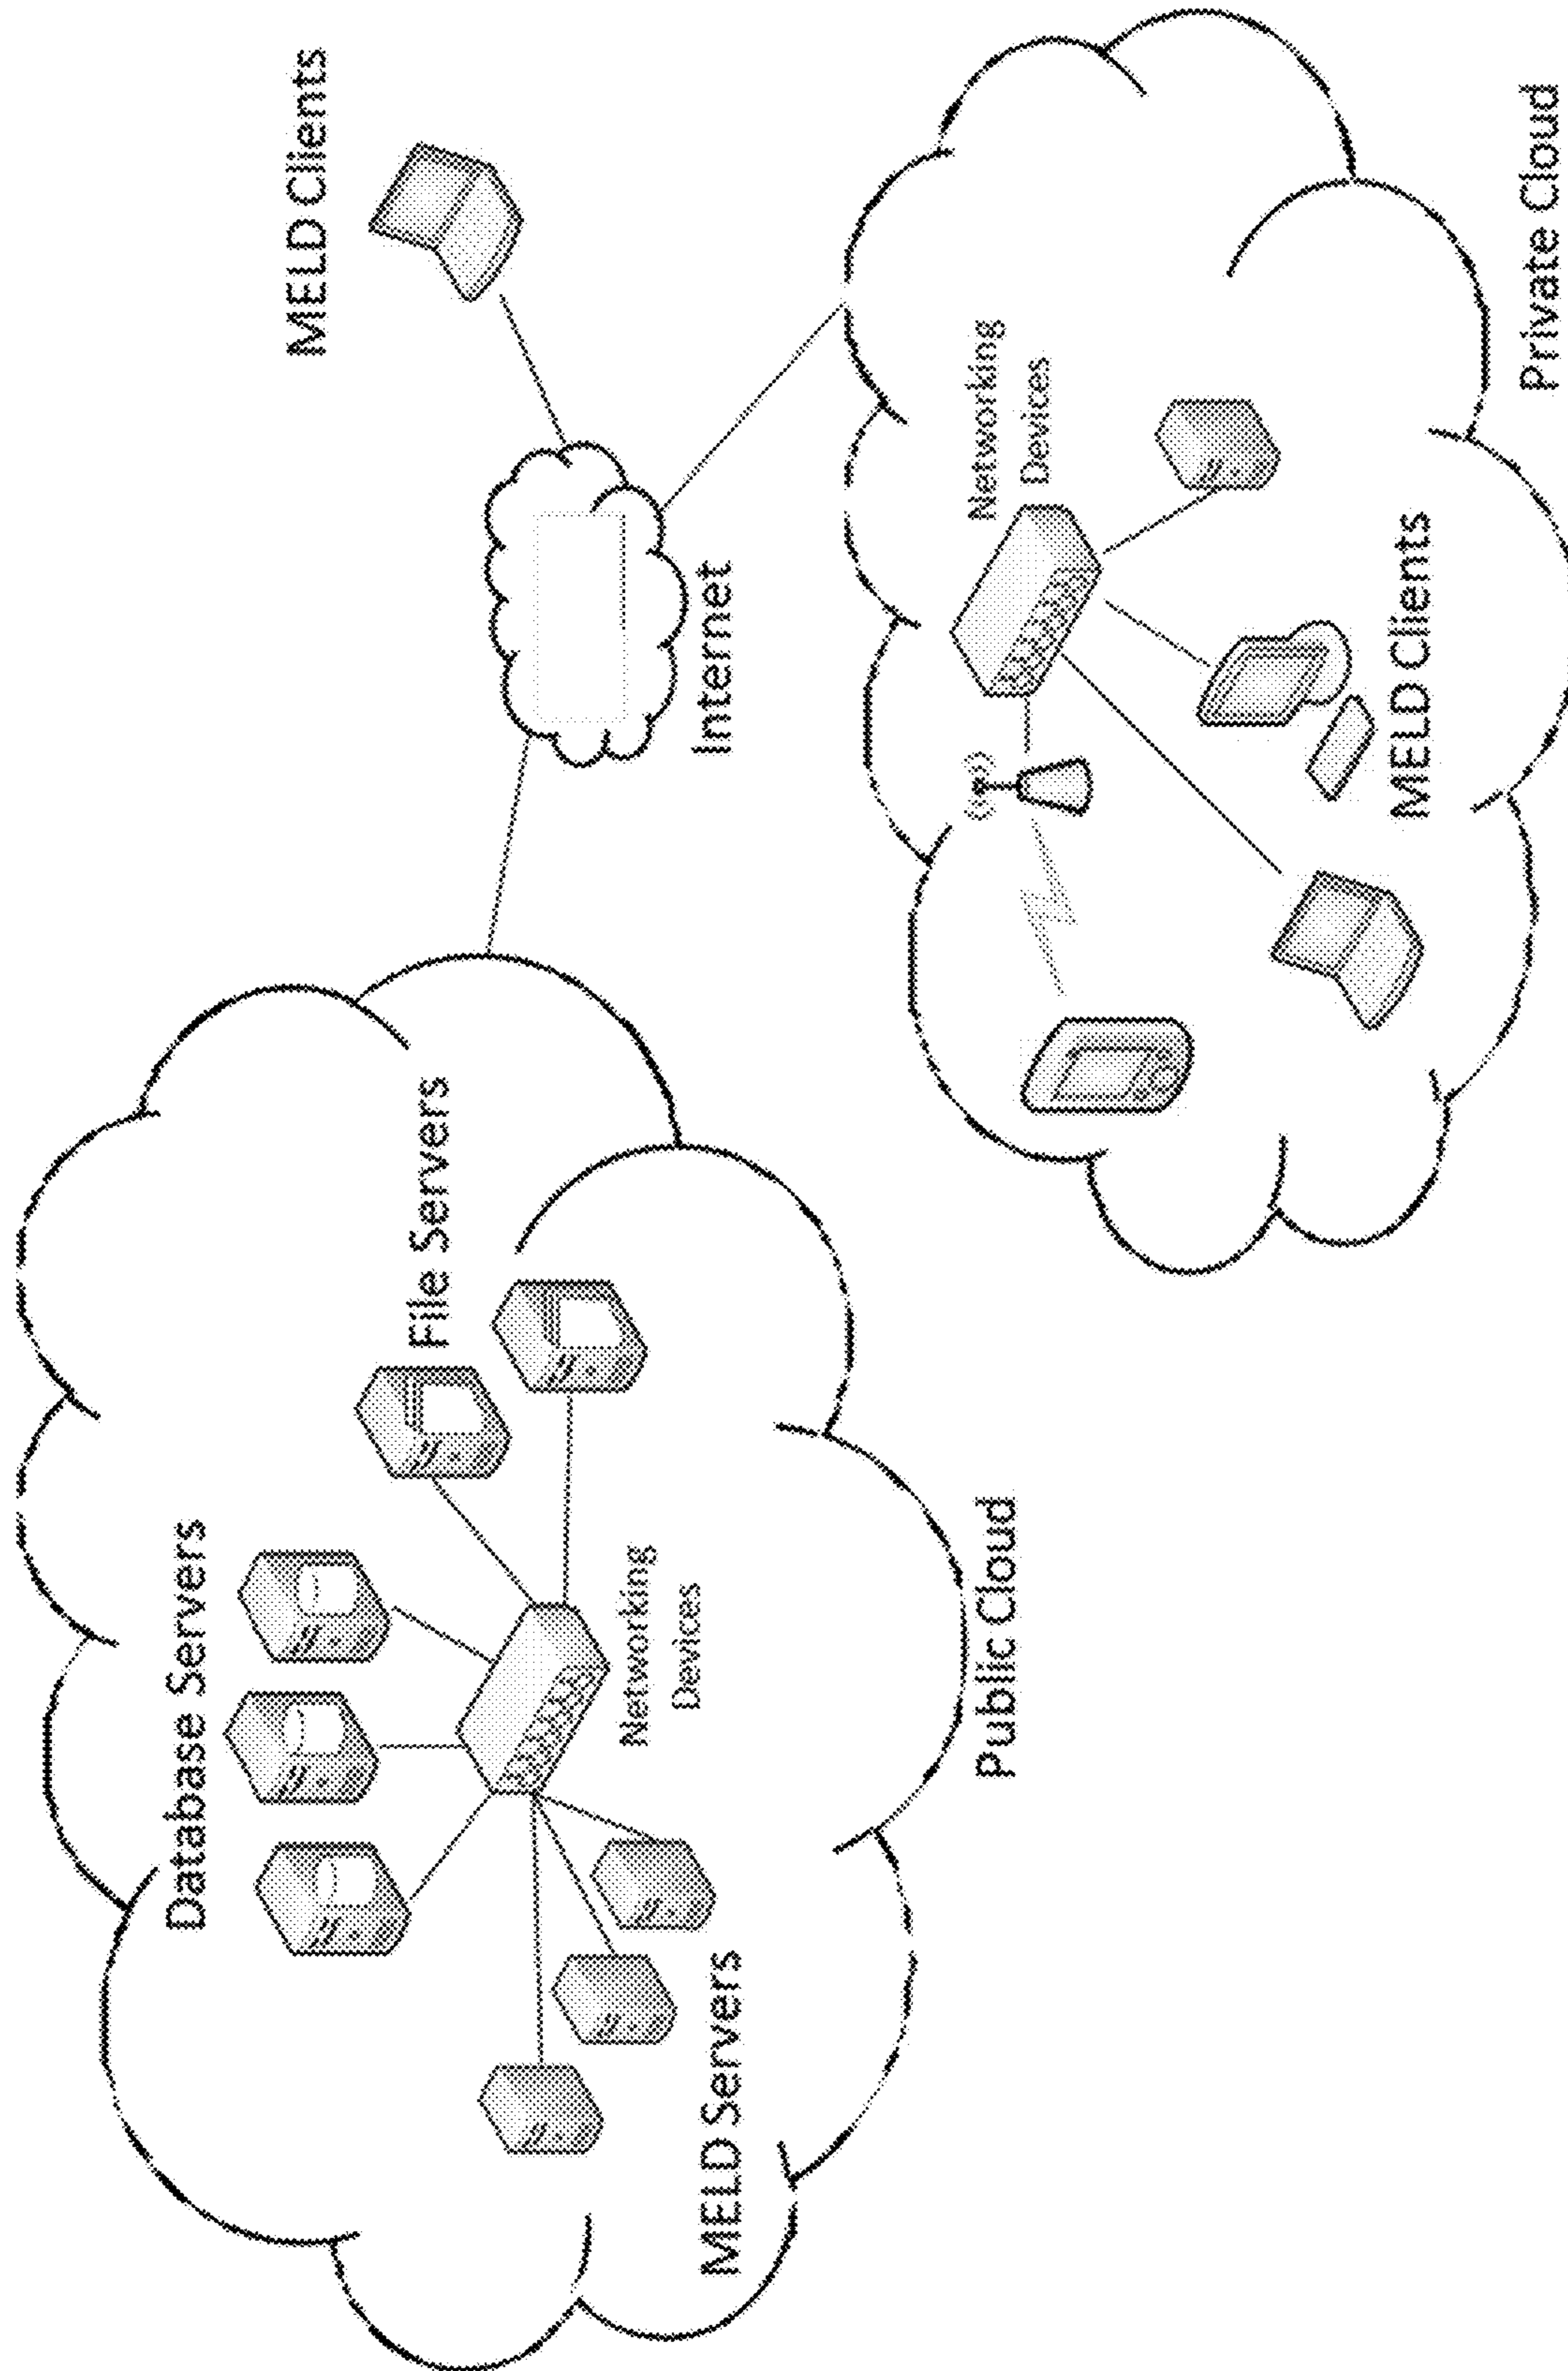 Database Servers
File Servers
MELD Clients
MELD Servers
Networking
Devices
Internet
Public Cloud
Networking
Devices
MELD Clients
Private Cloud